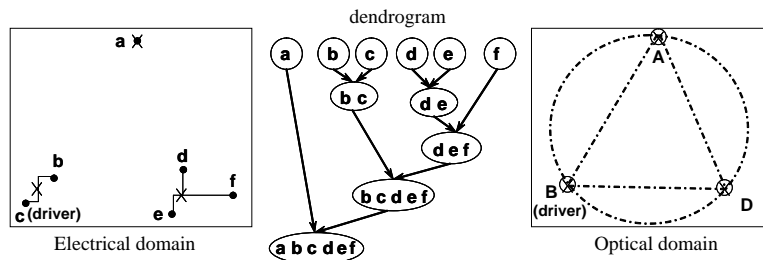 dendrogram
a
b
d
f
c
(driver)
e
Electrical domain
a
b
c
d
e
f
b c
d e
d e f
b c d e f
a b c d e f
A
B
(driver)
D
Optical domain